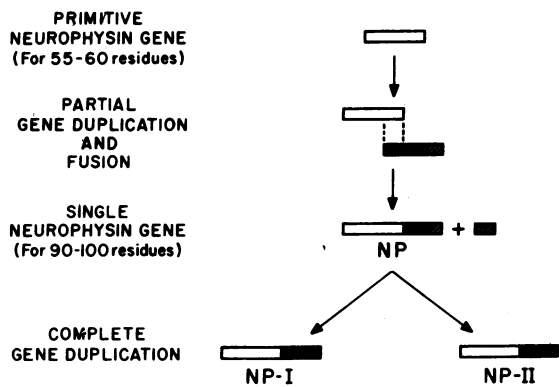 PRIMITIVE
NEUROPHYSIN GENE
(For 55-60 residues)
PARTIAL
GENE DUPLICATION
AND
FUSION
SINGLE
NEUROPHYSIN GENE
(For 90-100 residues)
+
NP
COMPLETE
GENE DUPLICATION
NP-I
NP-II